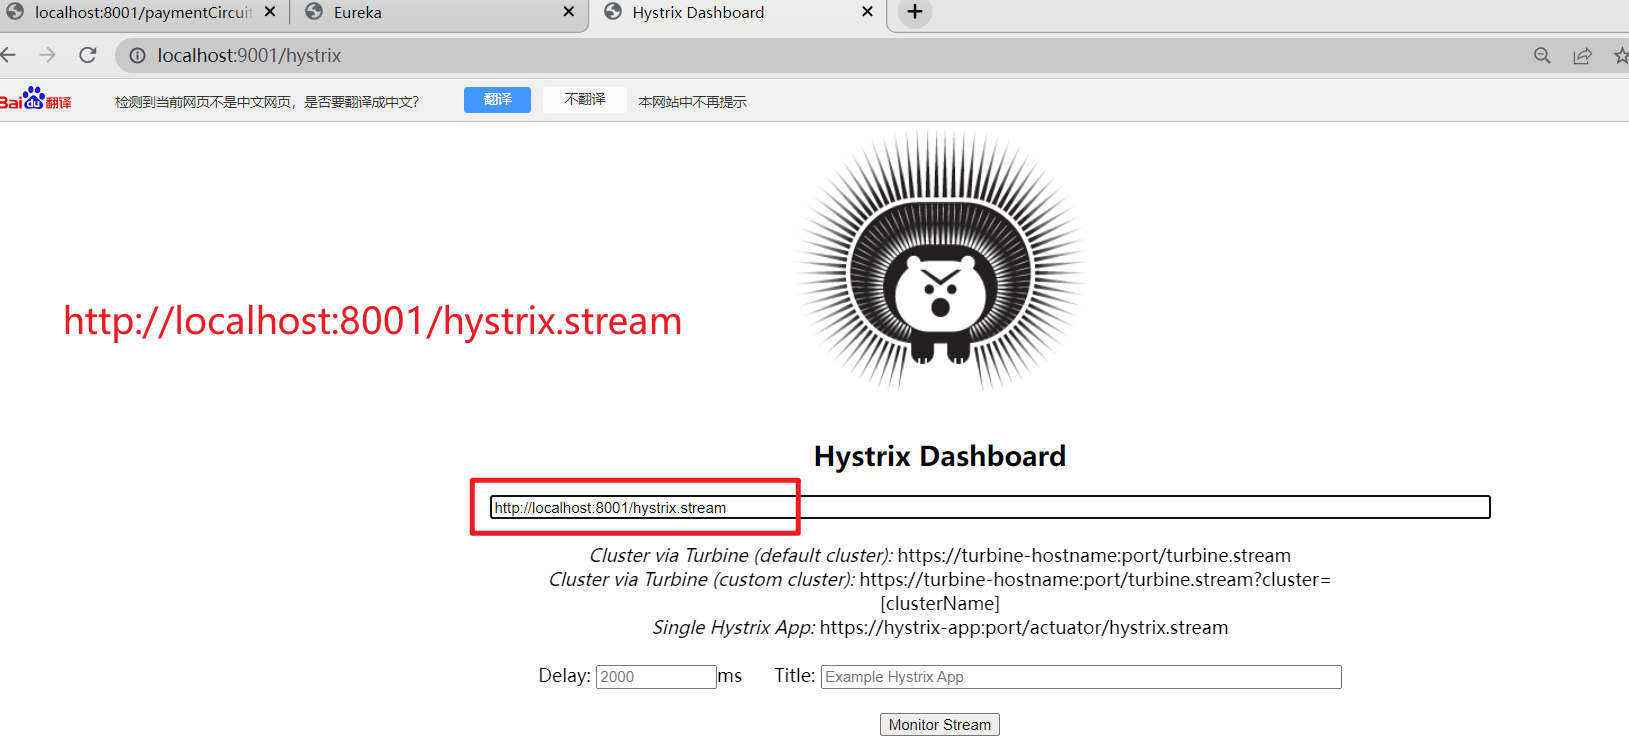 localhost:8001/paymentCircuit
Eureka
Hystrix Dashboard
localhost:9001/hystrix
Bai du 翻译
检测到当前网页不是中文网页，是否要翻译成中文?
翻译
不翻译
本网站中不再提示
http://localhost:8001/hystrix.stream
Hystrix Dashboard
http://localhost:8001/hystrix.stream
Cluster via Turbine (default cluster): https://turbine-hostname:port/turbine.stream
Cluster via Turbine (custom cluster): https://turbine-hostname:port/turbine.stream?cluster=
[clusterName]
Single Hystrix App: https://hystrix-app:port/actuator/hystrix.stream
Delay: 2000 ms Title: Example Hystrix App
Monitor Stream